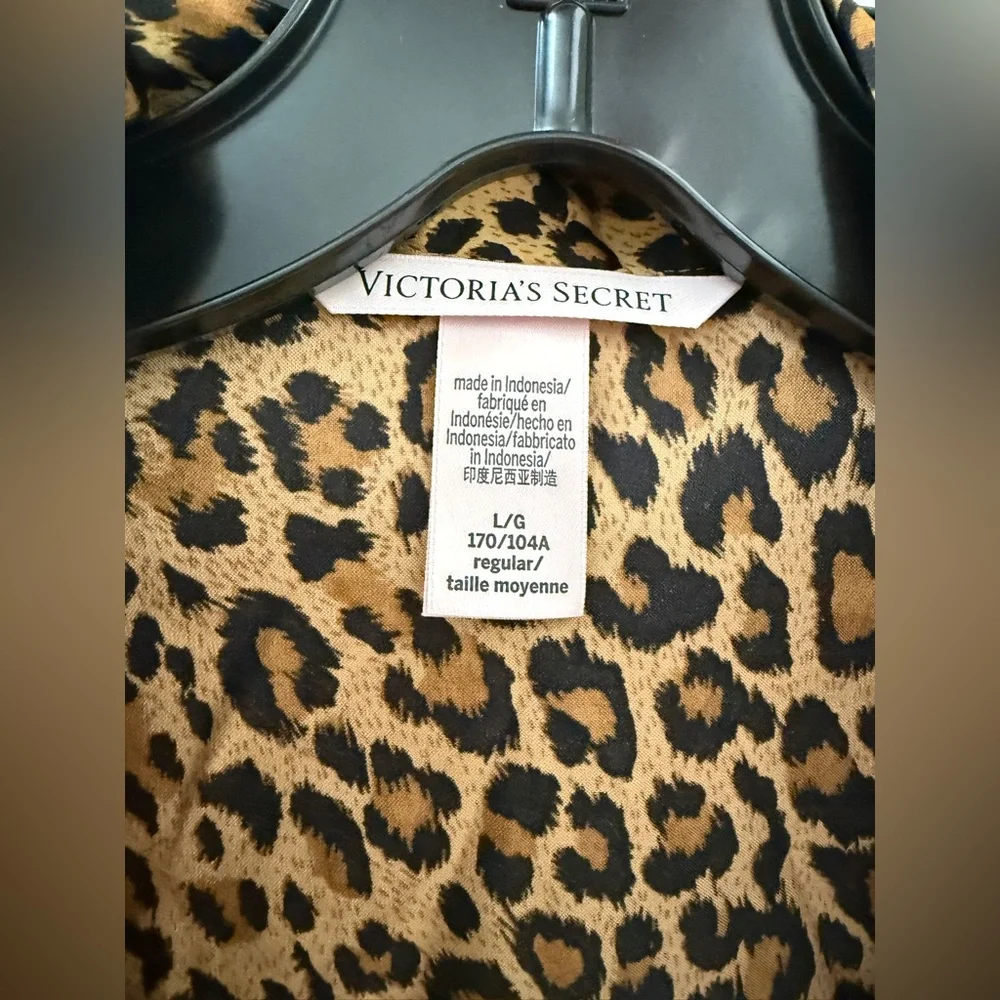 VICTORIA'S SECRET
made in Indonesia/
fabriqué en
Indonésie/hecho en
Indonesia/fabbricato
in Indonesia/
印度尼西亚制造
L/G
170/104A
regular/
taille moyenne